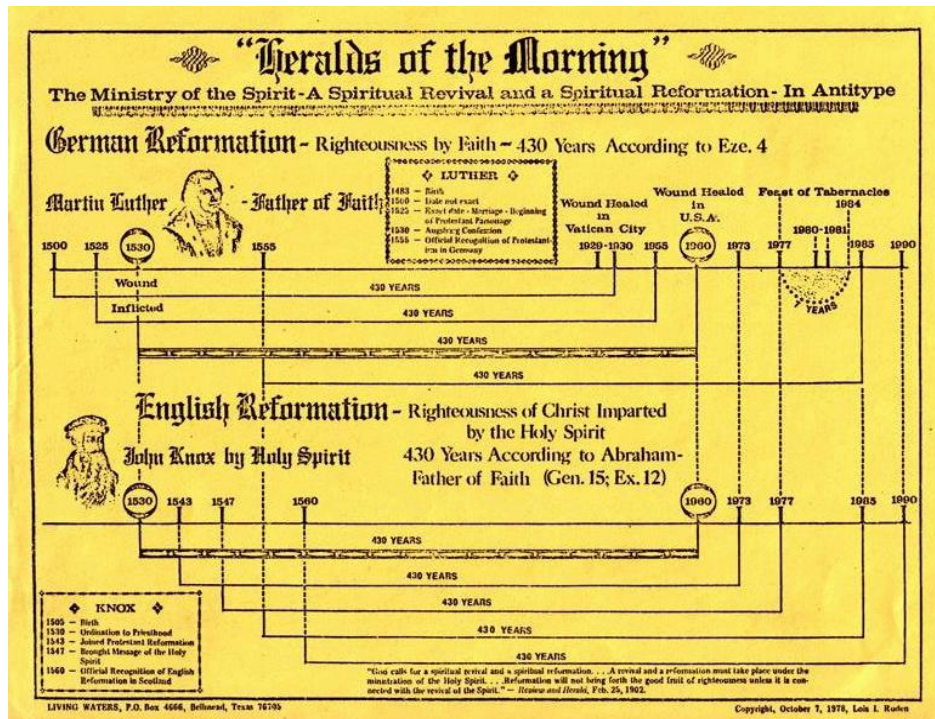 "Heralds of the Morning"
The Ministry of the Spirit - A Spiritual Revival and a Spiritual Reformation - In Antitype
German Reformation - Righteousness by Faith - 430 Years According to Eze. 4
Martin Luther - Father of Faith
◆ LUTHER ◆
1483 — Birth
1500 — Date not exact
1525 — Exact date - Marriage - Beginning
of Protestant Parsonage
1530 — Augsburg Confession
1555 — Official Recognition of Protestant-
ism in Germany
Wound Healed
in
Vatican City
Wound Healed
in
U.S.A.
Feast of Tabernacles
1984
1980-1981
1500 1525 1530 1555 1929-1930 1955 1960 1973 1977 1985 1990
Wound
Inflicted
7 YEARS
430 YEARS
430 YEARS
430 YEARS
430 YEARS
English Reformation - Righteousness of Christ Imparted
by the Holy Spirit
John Knox by Holy Spirit
430 Years According to Abraham-
Father of Faith (Gen. 15; Ex. 12)
1530 1543 1547 1560 1960 1973 1977 1985 1990
430 YEARS
430 YEARS
430 YEARS
430 YEARS
430 YEARS
◆ KNOX ◆
1505 — Birth
1530 — Ordination to Priesthood
1543 — Joined Protestant Reformation
1547 — Brought Message of the Holy
Spirit
1560 — Official Recognition of English
Reformation in Scotland
"God calls for a spiritual revival and a spiritual reformation. . . .A revival and a reformation must take place under the
ministration of the Holy Spirit. . . .Reformation will not bring forth the good fruit of righteousness unless it is con-
nected with the revival of the Spirit." — Review and Herald, Feb. 25, 1902.
LIVING WATERS, P.O. Box 4666, Bellmead, Texas 76705
Copyright, October 7, 1978, Lois I. Roden